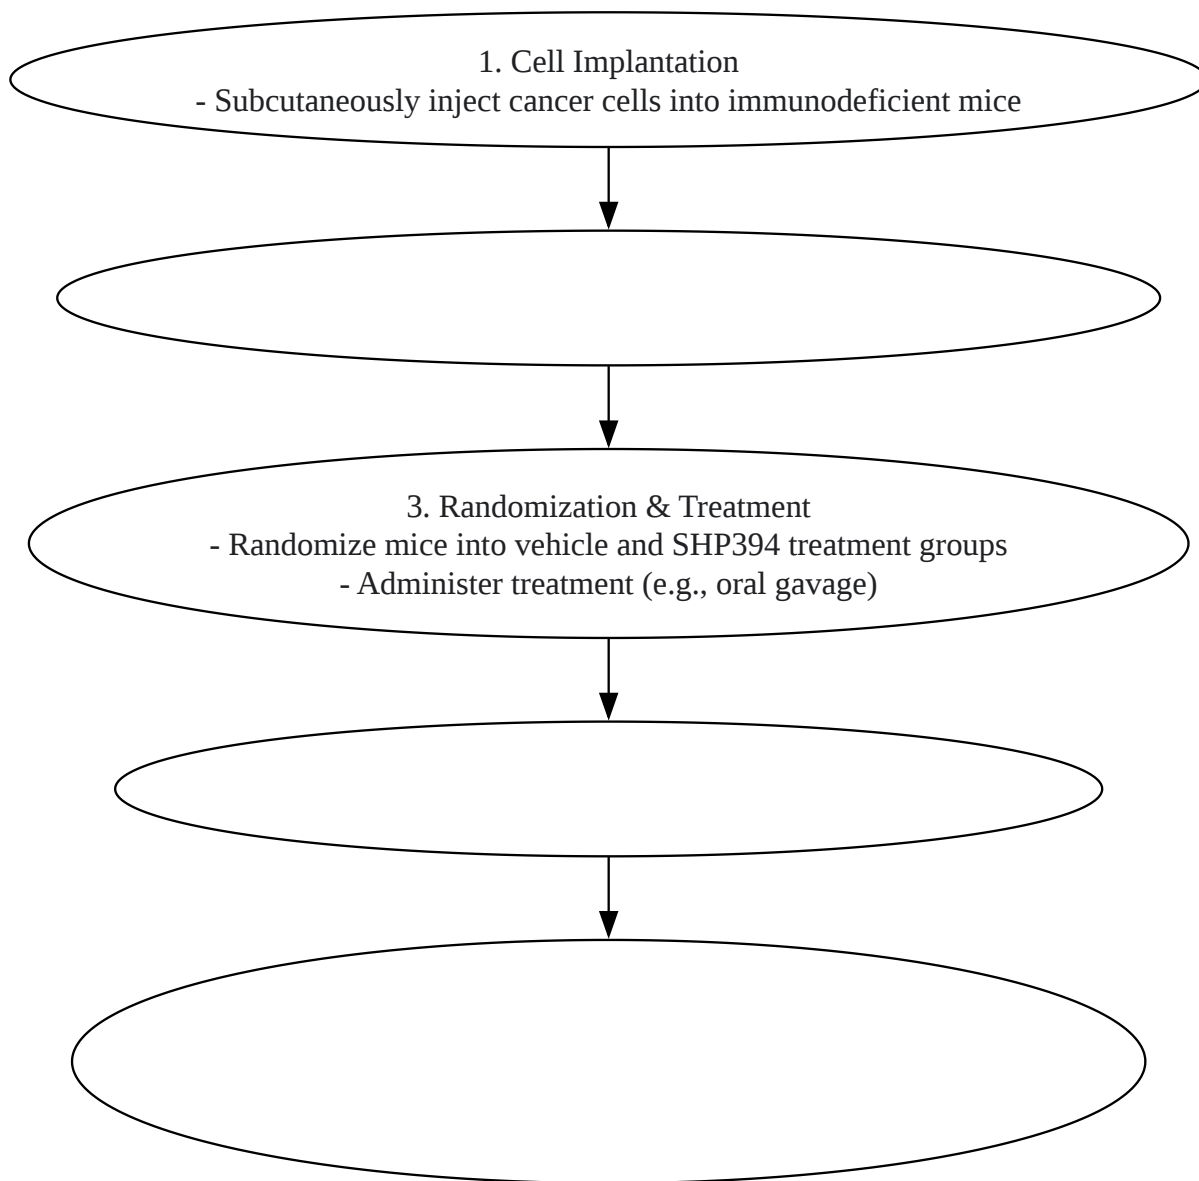 1. Cell Implantation
- Subcutaneously inject cancer cells into immunodeficient mice
3. Randomization & Treatment
- Randomize mice into vehicle and SHP394 treatment groups
- Administer treatment (e.g., oral gavage)